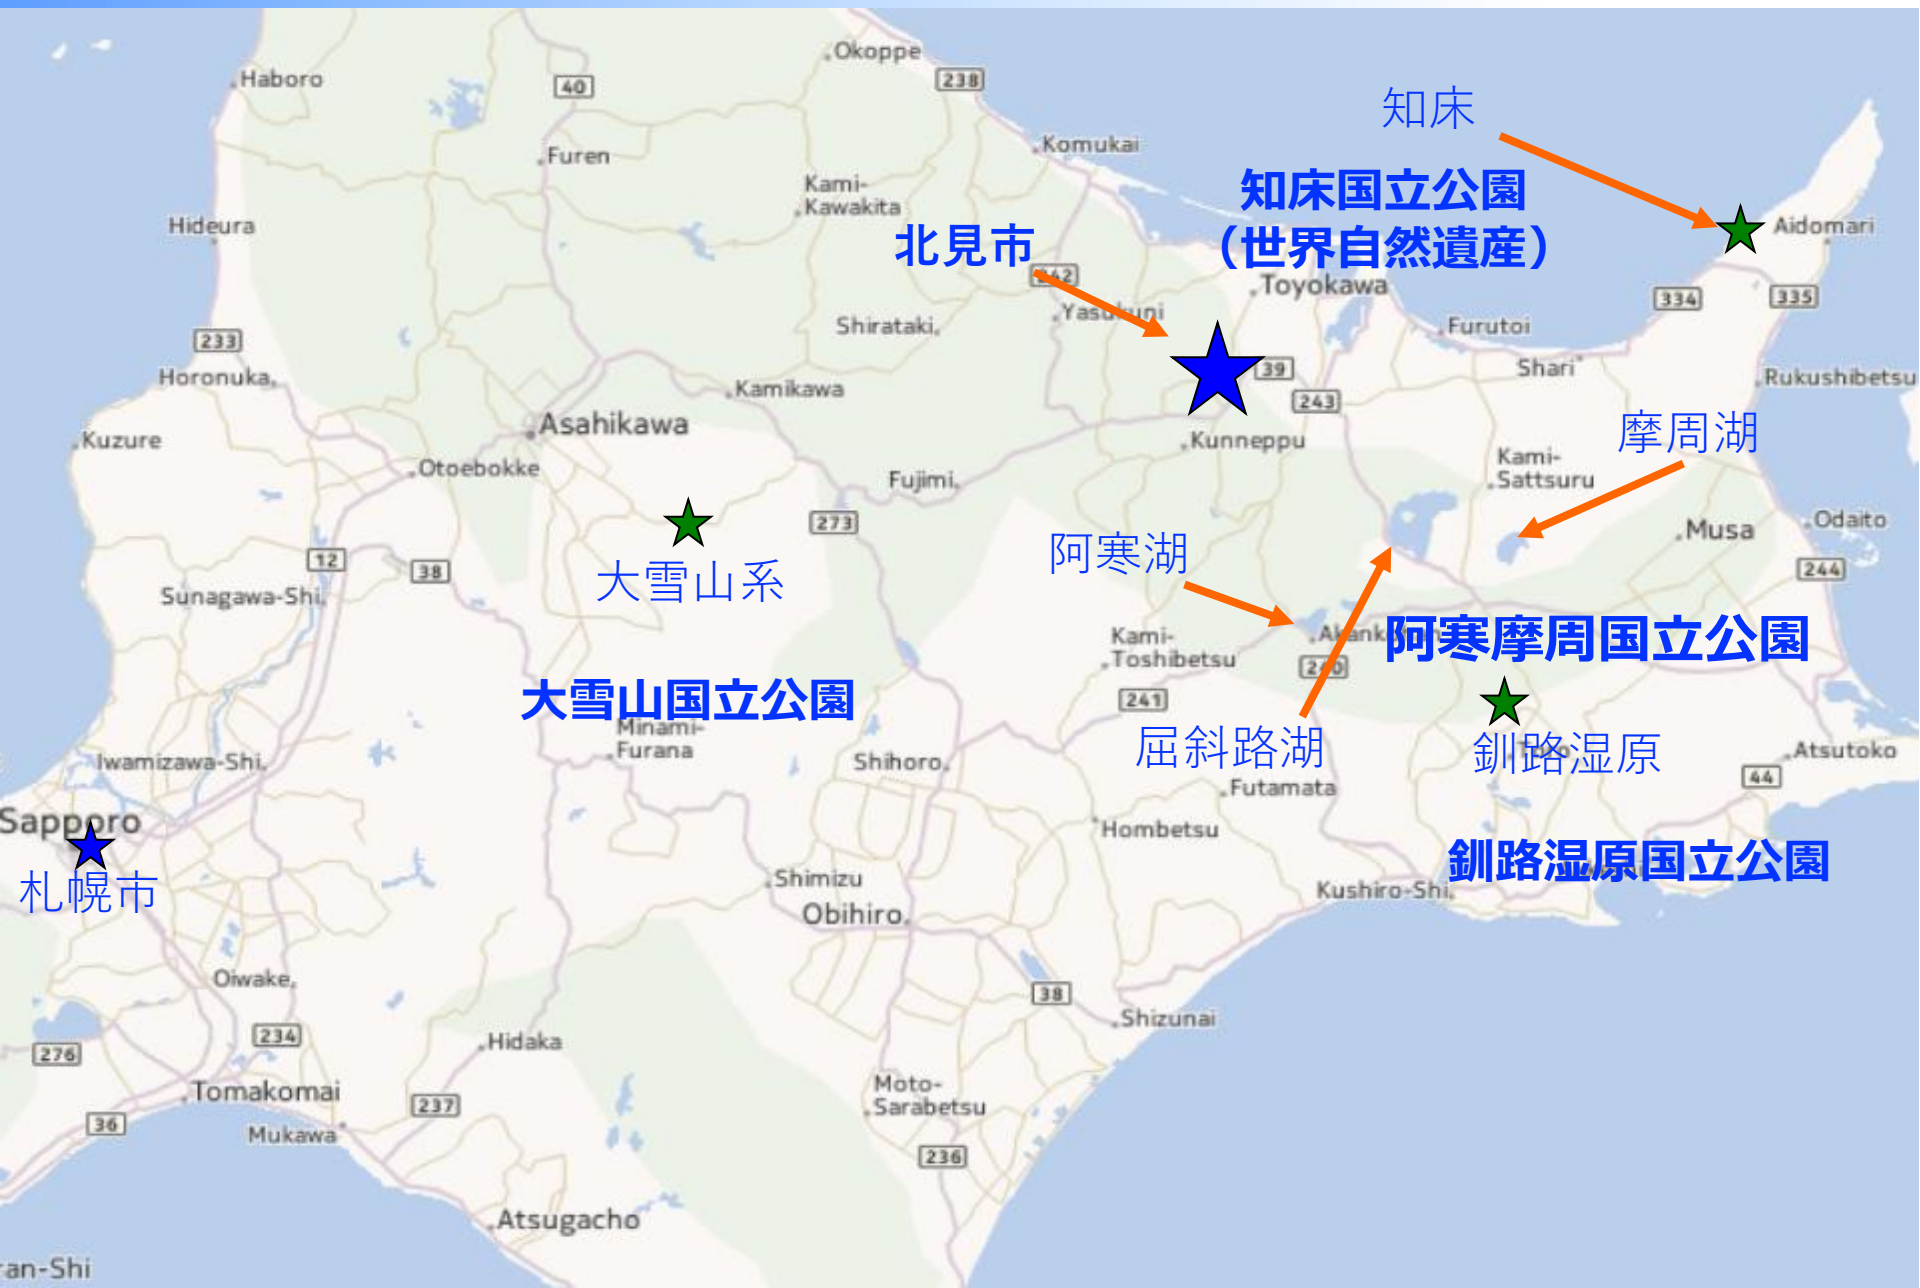 Okoppe
Haboro
40
238
知床
Komukai
Furen
Kami-
Kawakita
知床国立公園
Hideura
北見市
(世界自然遺産)
Aidomari
Toyokawa
334
335
Yasukuni
Shirataki
Furutoi
233
Shari
39
Horonuka
Rukushibetsu
Kamikawa
243
Asahikawa
摩周湖
Kuzure
Kunneppu
Otoebokke
Kami-
Sattsuru
Fujimi
273
Odaito
Musa
12
38
阿寒湖
244
大雪山系
Sunagawa-Shi
Kami-
Toshibetsu
阿寒摩周国立公園
240
大雪山国立公園
241
Minami-
Furana
屈斜路湖
釧路湿原
Iwamizawa-Shi
Shihoro
Atsutoko
44
Futamata
Sapporo
Hombetsu
釧路湿原国立公園
札幌市
Shimizu
Kushiro-Shi
Obihiro
Oiwake
38
Shizunai
234
Hidaka
276
Tomakomai
Moto-
Sarabetsu
237
36
Mukawa
236
Atsugacho
ran-Shi